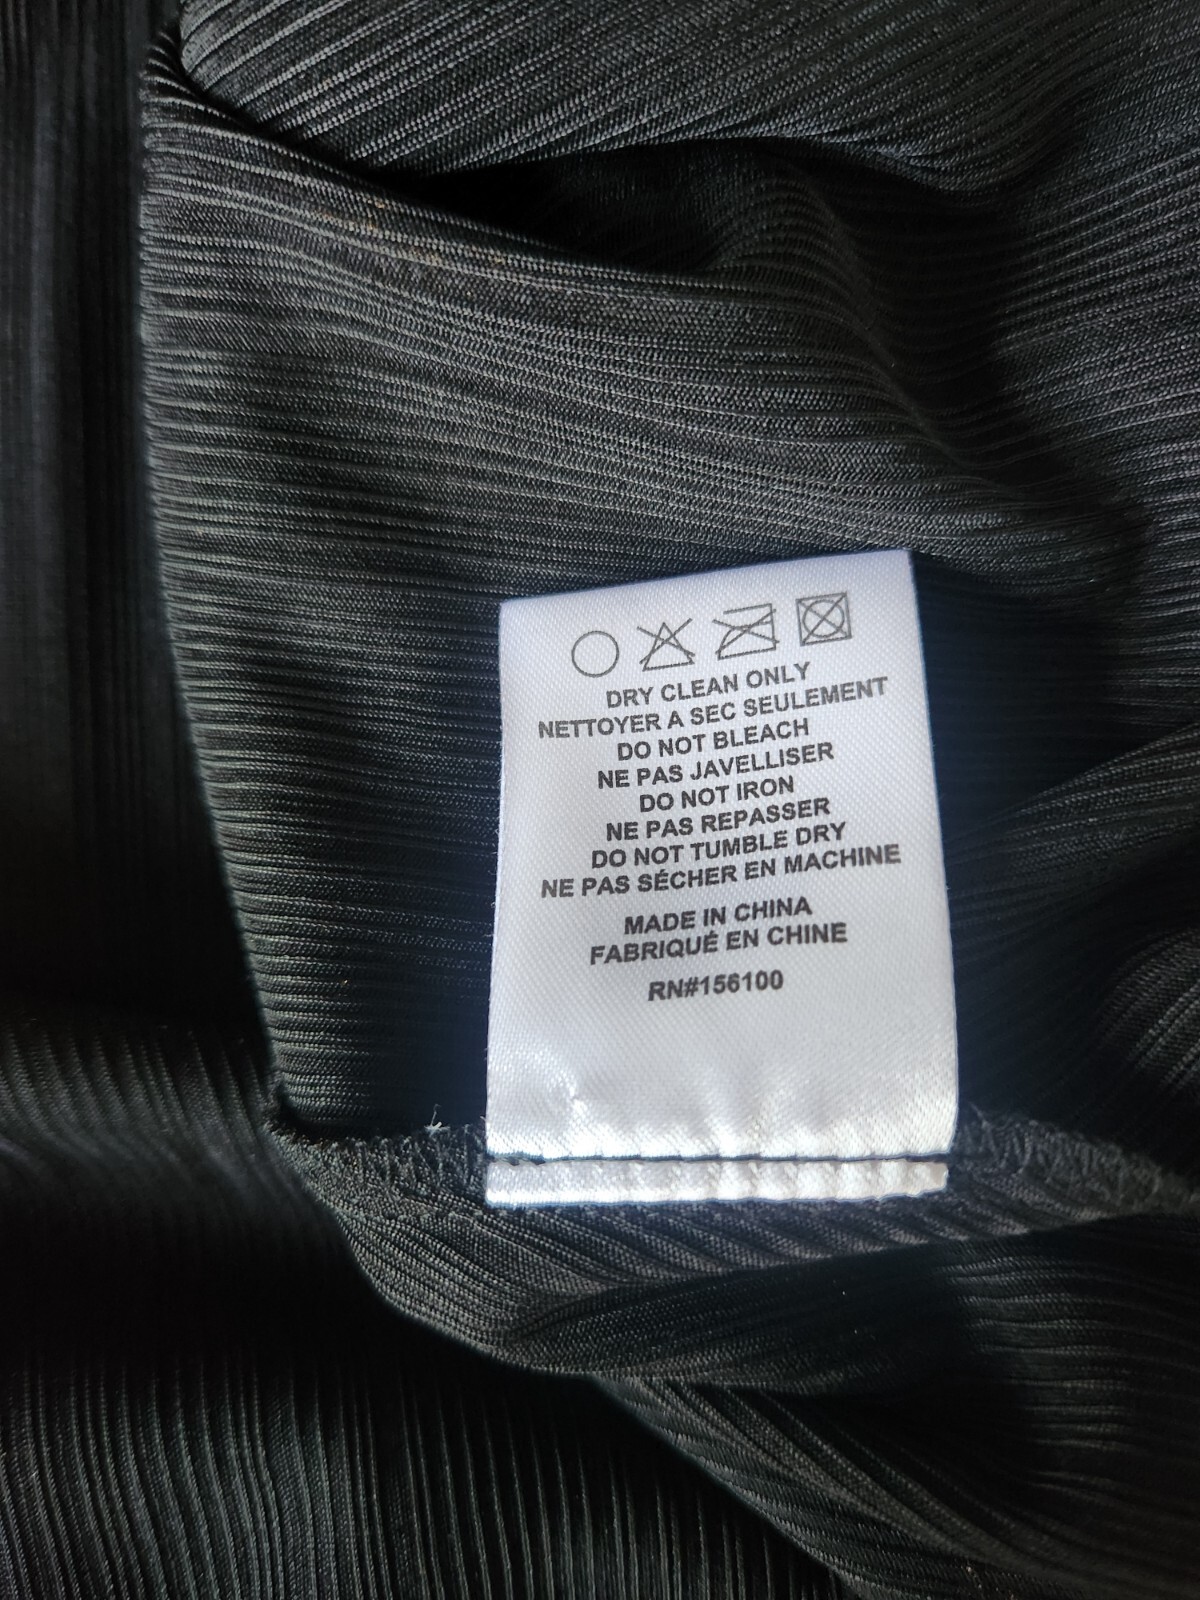 DRY CLEAN ONLY
NETTOYER A SEC SEULEMENT
DO NOT BLEACH
NE PAS JAVELLISER
DO NOT IRON
NE PAS REPASSER
DO NOT TUMBLE DRY
NE PAS SÉCHER EN MACHINE
MADE IN CHINA
FABRIQUÉ EN CHINE
RN#156100